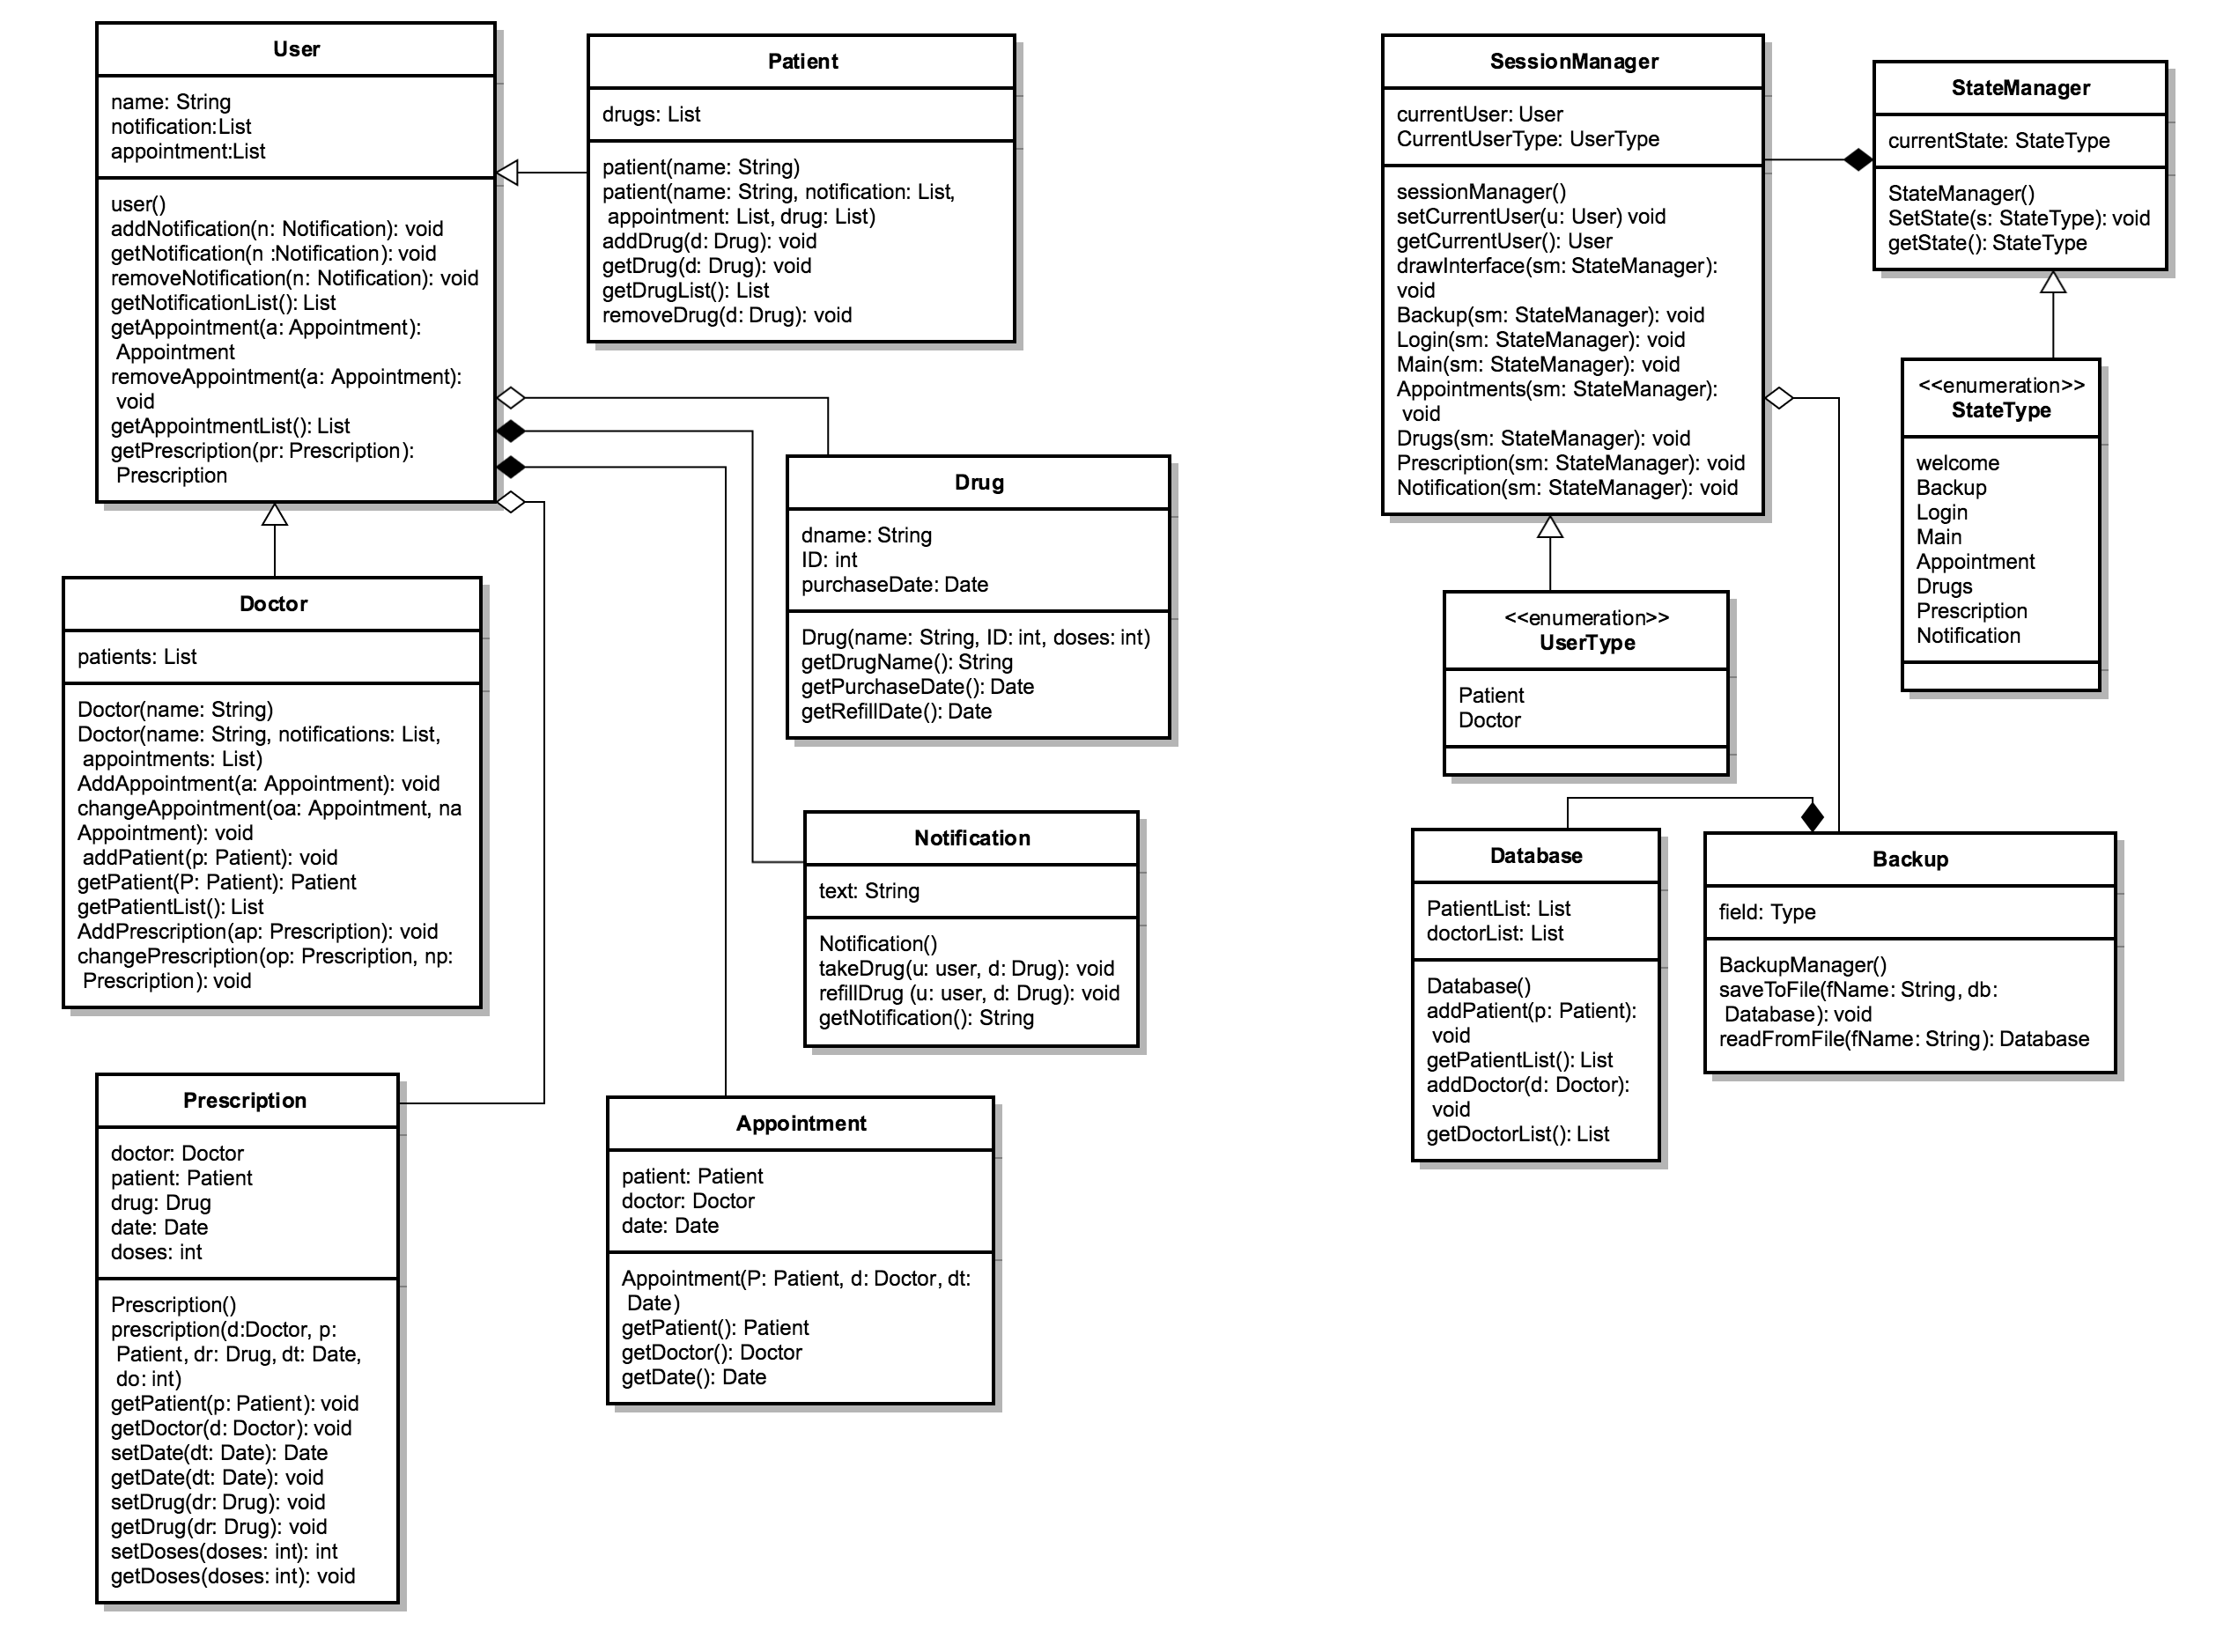 User
name: String
notification:List
appointment:List
user()
addNotification(n: Notification): void
getNotification(n :Notification): void
removeNotification(n: Notification): void
getNotificationList(): List
getAppointment(a: Appointment):
Appointment
removeAppointment(a: Appointment):
void
getAppointmentList(): List
getPrescription(pr: Prescription):
Prescription
Patient
drugs: List
patient(name: String)
patient(name: String, notification: List,
appointment: List, drug: List)
addDrug(d: Drug): void
getDrug(d: Drug): void
getDrugList(): List
removeDrug(d: Drug): void
SessionManager
currentUser: User
CurrentUserType: UserType
sessionManager()
setCurrentUser(u: User) void
getCurrentUser(): User
drawInterface(sm: StateManager):
void
Backup(sm: StateManager): void
Login(sm: StateManager): void
Main(sm: StateManager): void
Appointments(sm: StateManager):
void
Drugs(sm: StateManager): void
Prescription(sm: StateManager): void
Notification(sm: StateManager): void
StateManager
currentState: StateType
StateManager()
SetState(s: StateType): void
getState(): StateType
<<enumeration>>
StateType
welcome
Backup
Login
Main
Appointment
Drugs
Prescription
Notification
Drug
dname: String
ID: int
purchaseDate: Date
Drug(name: String, ID: int, doses: int)
getDrugName(): String
getPurchaseDate(): Date
getRefillDate(): Date
Doctor
patients: List
Doctor(name: String)
Doctor(name: String, notifications: List,
appointments: List)
AddAppointment(a: Appointment): void
changeAppointment(oa: Appointment, na
Appointment): void
addPatient(p: Patient): void
getPatient(P: Patient): Patient
getPatientList(): List
AddPrescription(ap: Prescription): void
changePrescription(op: Prescription, np:
Prescription): void
<<enumeration>>
UserType
Patient
Doctor
Notification
text: String
Notification()
takeDrug(u: user, d: Drug): void
refillDrug (u: user, d: Drug): void
getNotification(): String
Database
PatientList: List
doctorList: List
Database()
addPatient(p: Patient):
void
getPatientList(): List
addDoctor(d: Doctor):
void
getDoctorList(): List
Backup
field: Type
BackupManager()
saveToFile(fName: String, db:
Database): void
readFromFile(fName: String): Database
Prescription
doctor: Doctor
patient: Patient
drug: Drug
date: Date
doses: int
Prescription()
prescription(d:Doctor, p:
Patient, dr: Drug, dt: Date,
do: int)
getPatient(p: Patient): void
getDoctor(d: Doctor): void
setDate(dt: Date): Date
getDate(dt: Date): void
setDrug(dr: Drug): void
getDrug(dr: Drug): void
setDoses(doses: int): int
getDoses(doses: int): void
Appointment
patient: Patient
doctor: Doctor
date: Date
Appointment(P: Patient, d: Doctor, dt:
Date)
getPatient(): Patient
getDoctor(): Doctor
getDate(): Date